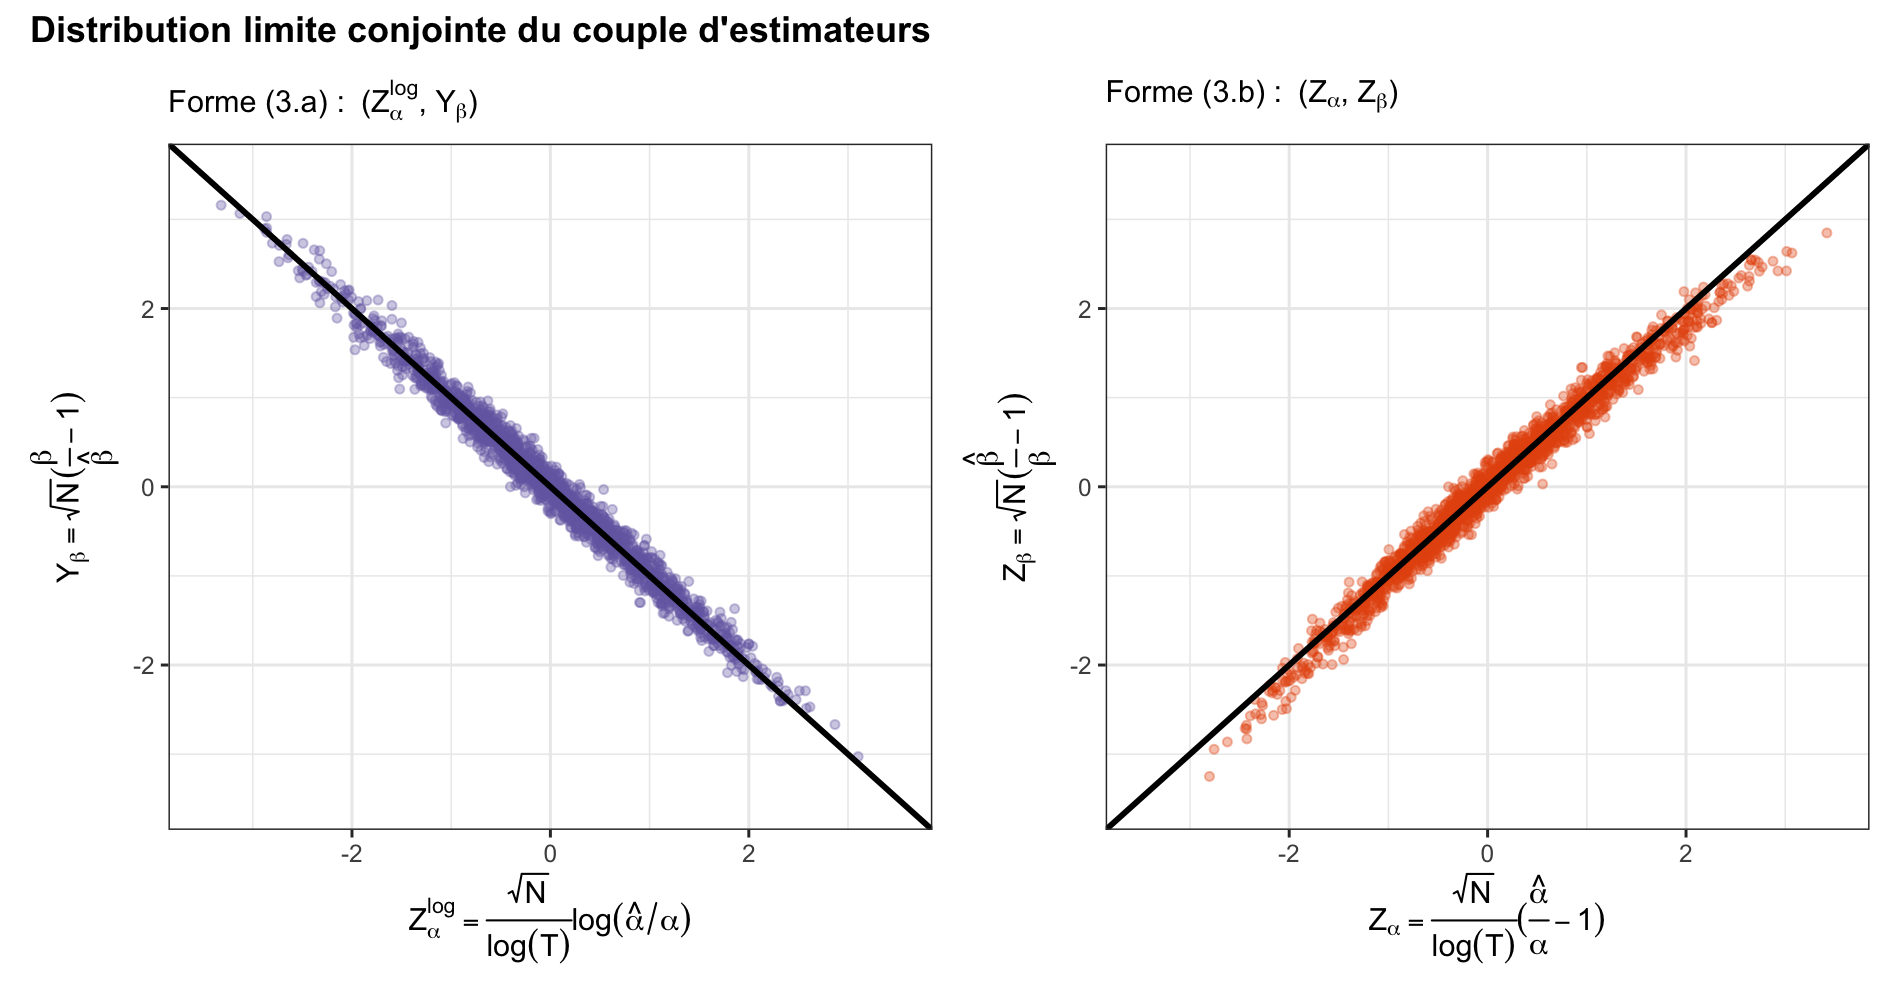 Distribution limite conjointe du couple d'estimateurs
Forme (3.a) : (Z_α^log, Y_β)
Y_β = √N(β/β̂ − 1)
2
0
-2
-2 0 2
Z_α^log = √N/log(T) log(α̂/α)
Forme (3.b) : (Z_α, Z_β)
Z_β = √N(β̂/β − 1)
2
0
-2
-2 0 2
Z_α = √N/log(T) (α̂/α − 1)